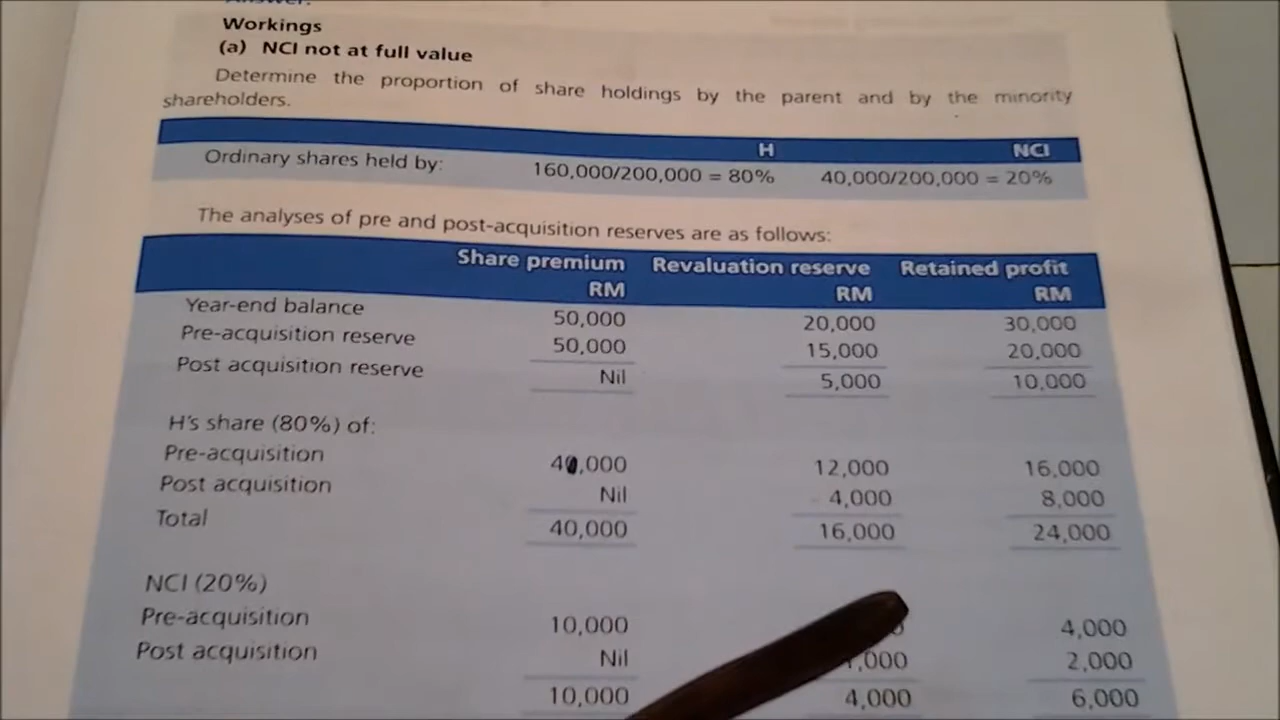 Workings
(a) NCI not at full value
Determine the proportion of share holdings by the parent and by the minority
shareholders.
H NCI
Ordinary shares held by: 160,000/200,000 = 80% 40,000/200,000 = 20%
The analyses of pre and post-acquisition reserves are as follows:
Share premium Revaluation reserve Retained profit
RM RM RM
Year-end balance 50,000 20,000 30,000
Pre-acquisition reserve 50,000 15,000 20,000
Post acquisition reserve Nil 5,000 10,000
H's share (80%) of:
Pre-acquisition 40,000 12,000 16,000
Post acquisition Nil 4,000 8,000
Total 40,000 16,000 24,000
NCI (20%)
Pre-acquisition 10,000 4,000
Post acquisition Nil ,000 2,000
10,000 4,000 6,000